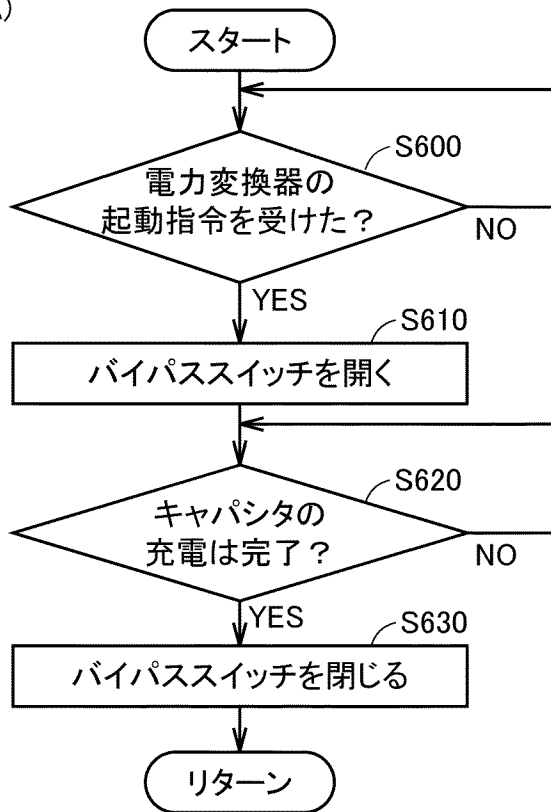 スタート
S600
電力変換器の
起動指令を受けた？
NO
YES
S610
バイパススイッチを開く
S620
キャパシタの
充電は完了？
NO
YES
S630
バイパススイッチを閉じる
リターン